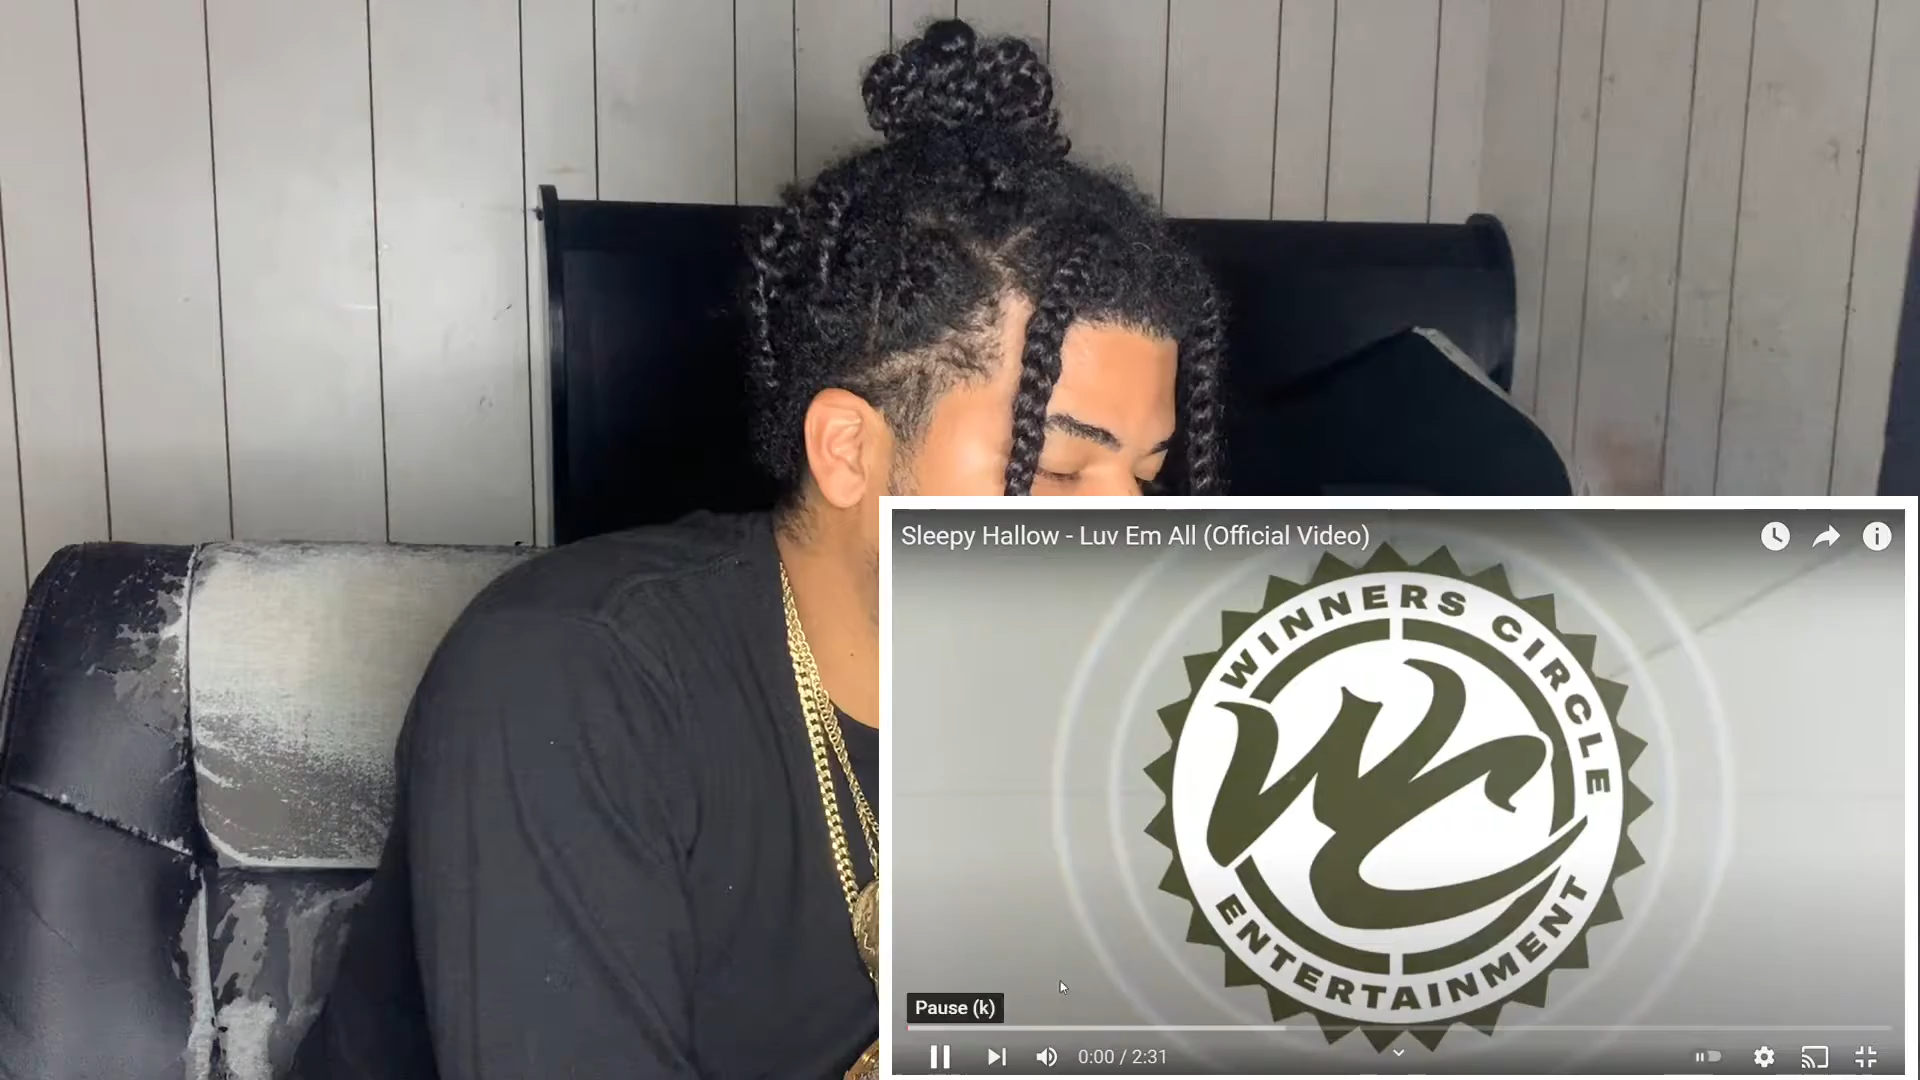 Sleepy Hallow - Luv Em All (Official Video)
WINNERS CIRCLE
WC
ENTERTAINMENT
Pause (k)
0:00 / 2:31